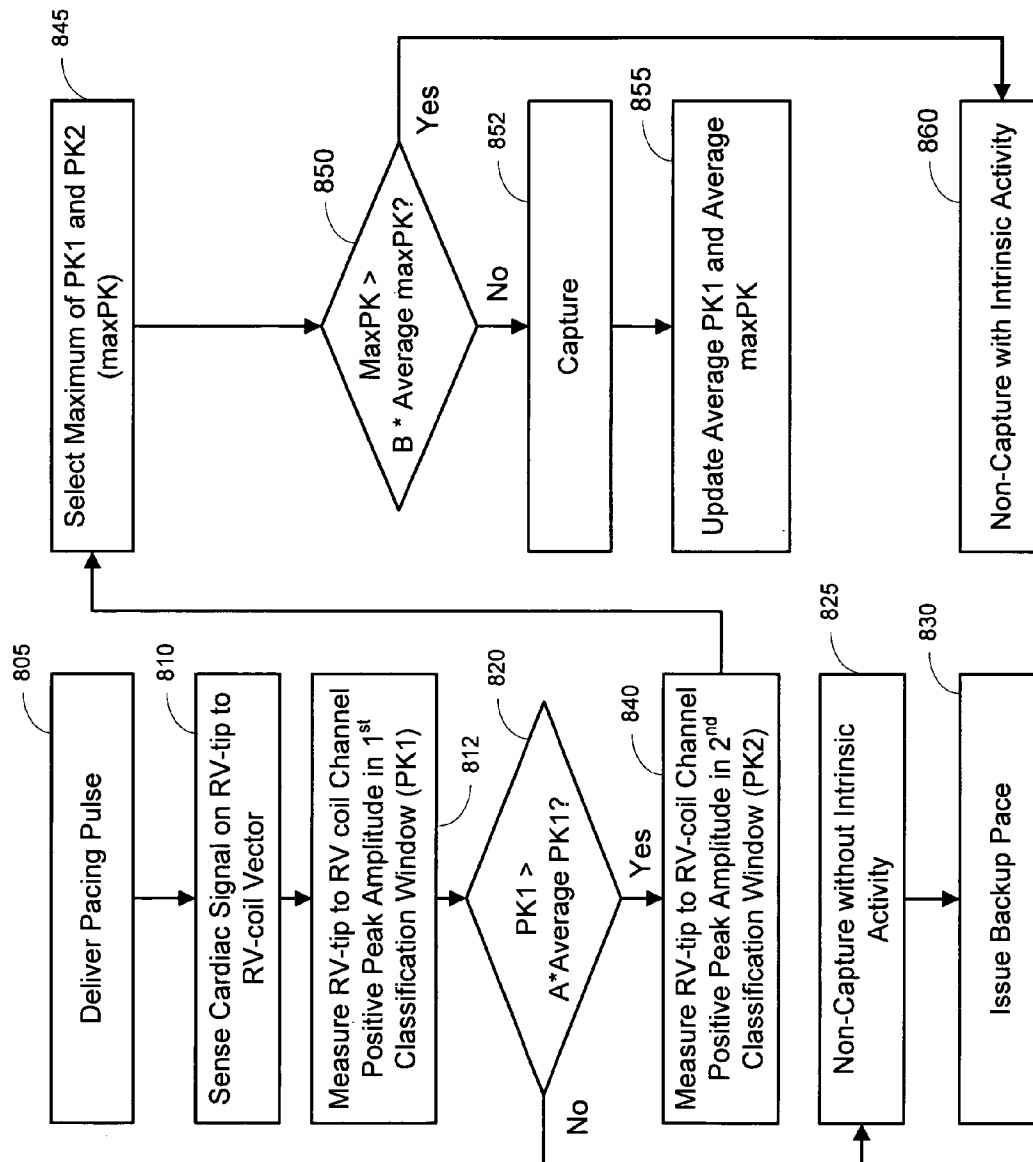 805
Deliver Pacing Pulse
810
Sense Cardiac Signal on RV-tip to
RV-coil Vector
Measure RV-tip to RV coil Channel
Positive Peak Amplitude in 1st
Classification Window (PK1)
812
820
PK1 >
A*Average PK1?
No
Yes
840
Measure RV-tip to RV-coil Channel
Positive Peak Amplitude in 2nd
Classification Window (PK2)
825
Non-Capture without Intrinsic
Activity
830
Issue Backup Pace
845
Select Maximum of PK1 and PK2
(maxPK)
850
MaxPK >
B * Average maxPK?
Yes
No
852
Capture
855
Update Average PK1 and Average
maxPK
860
Non-Capture with Intrinsic Activity